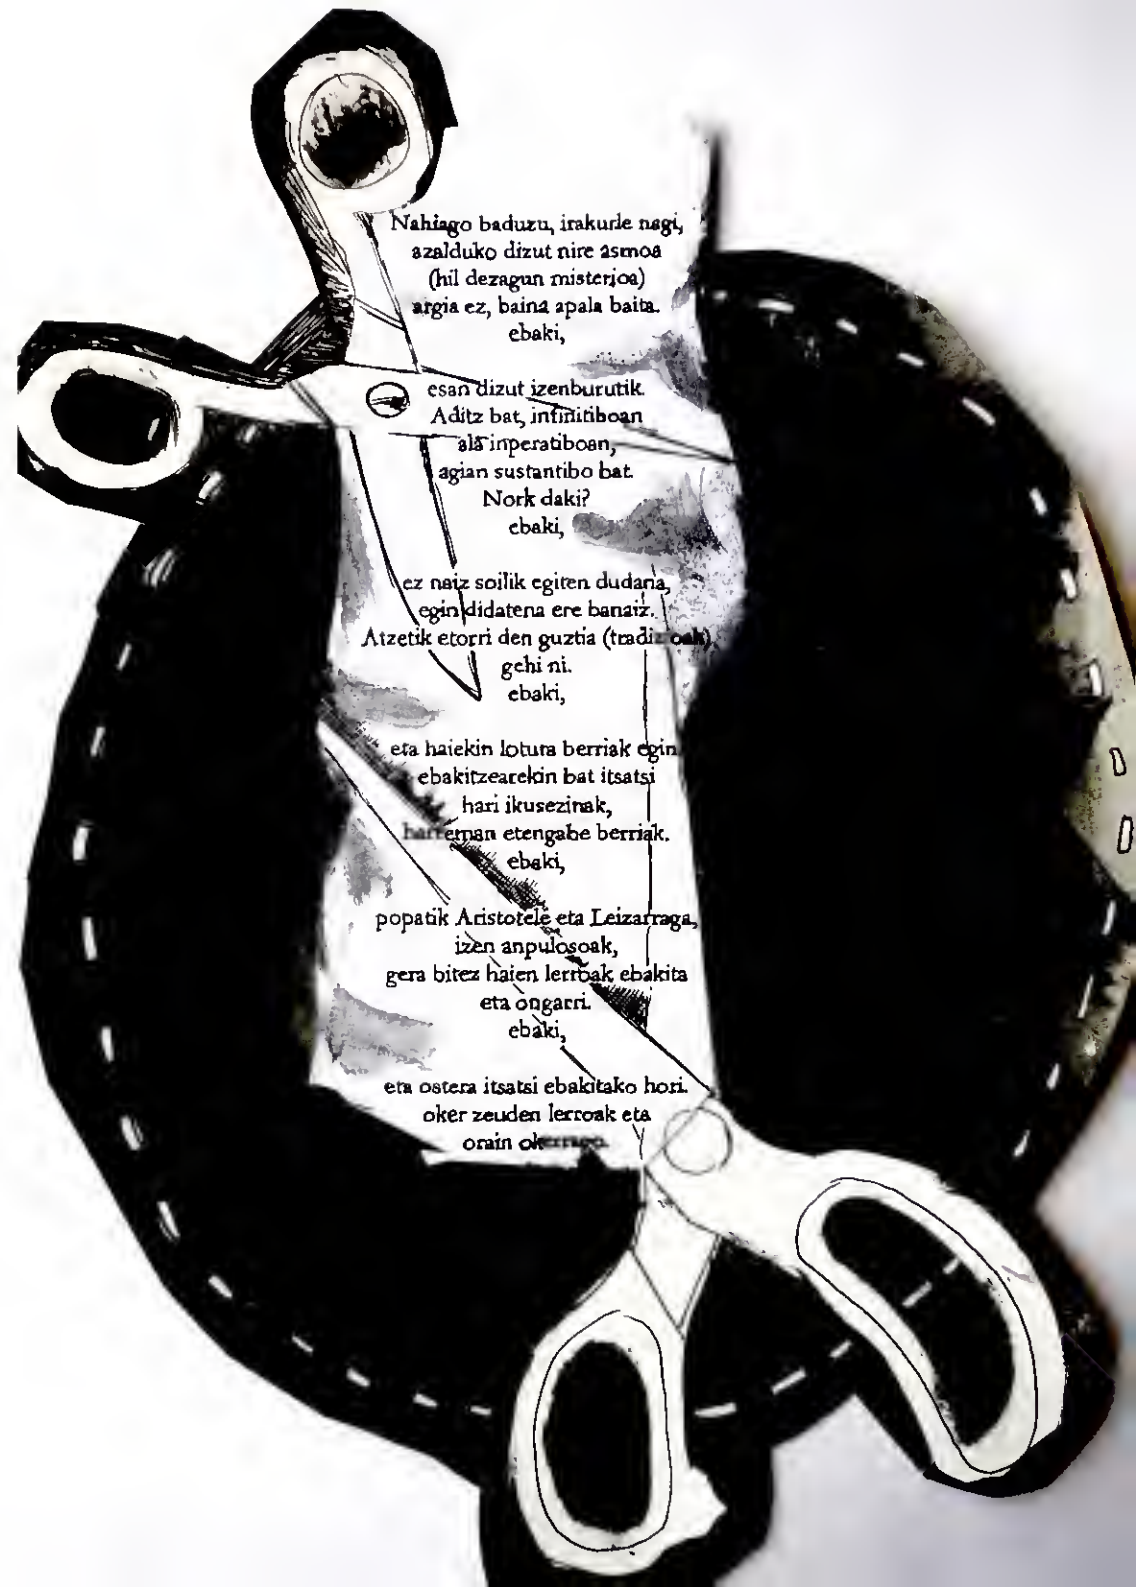 Nahiago baduzu, irakurle nagi,
azalduko dizut nire asmoa
(hil dezagun misterioa)
argia ez, baina apala baita.
ebaki,
esan dizut izenburutik.
Aditz bat, infinitiboan
ala inperatiboan,
agian sustantibo bat.
Nork daki?
ebaki,
ez naiz soilik egiten dudana,
egin didatena ere banaiz.
Atzetik etorri den guztia (tradizioak)
gehi ni.
ebaki,
eta haiekin lotura berriak egin
ebakitzearekin bat itsatsi
hari ikusezinak,
harreman etengabe berriak.
ebaki,
popatik Aristotele eta Leizarraga,
izen anpulosoak,
gera bitez haien lerroak ebakita
eta ongarri.
ebaki,
eta ostera itsatsi ebakitako hori.
oker zeuden lerroak eta
orain okerrago.